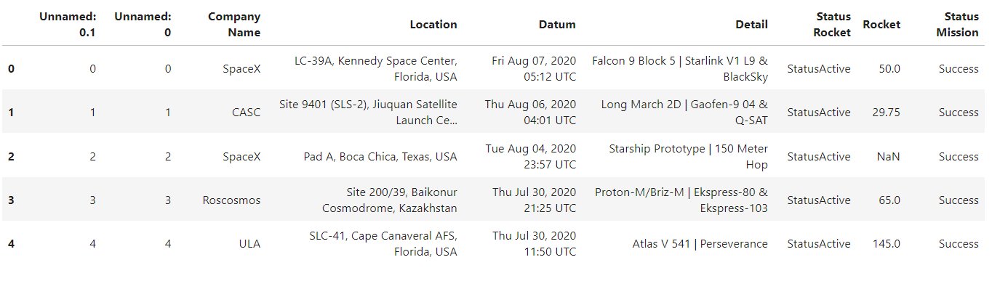 Unnamed: 0.1 Unnamed: 0 Company Name Location Datum Detail Status Rocket Rocket Status Mission
0 0 0 SpaceX LC-39A, Kennedy Space Center, Florida, USA Fri Aug 07, 2020 05:12 UTC Falcon 9 Block 5 | Starlink V1 L9 & BlackSky StatusActive 50.0 Success
1 1 1 CASC Site 9401 (SLS-2), Jiuquan Satellite Launch Ce... Thu Aug 06, 2020 04:01 UTC Long March 2D | Gaofen-9 04 & Q-SAT StatusActive 29.75 Success
2 2 2 SpaceX Pad A, Boca Chica, Texas, USA Tue Aug 04, 2020 23:57 UTC Starship Prototype | 150 Meter Hop StatusActive NaN Success
3 3 3 Roscosmos Site 200/39, Baikonur Cosmodrome, Kazakhstan Thu Jul 30, 2020 21:25 UTC Proton-M/Briz-M | Ekspress-80 & Ekspress-103 StatusActive 65.0 Success
4 4 4 ULA SLC-41, Cape Canaveral AFS, Florida, USA Thu Jul 30, 2020 11:50 UTC Atlas V 541 | Perseverance StatusActive 145.0 Success